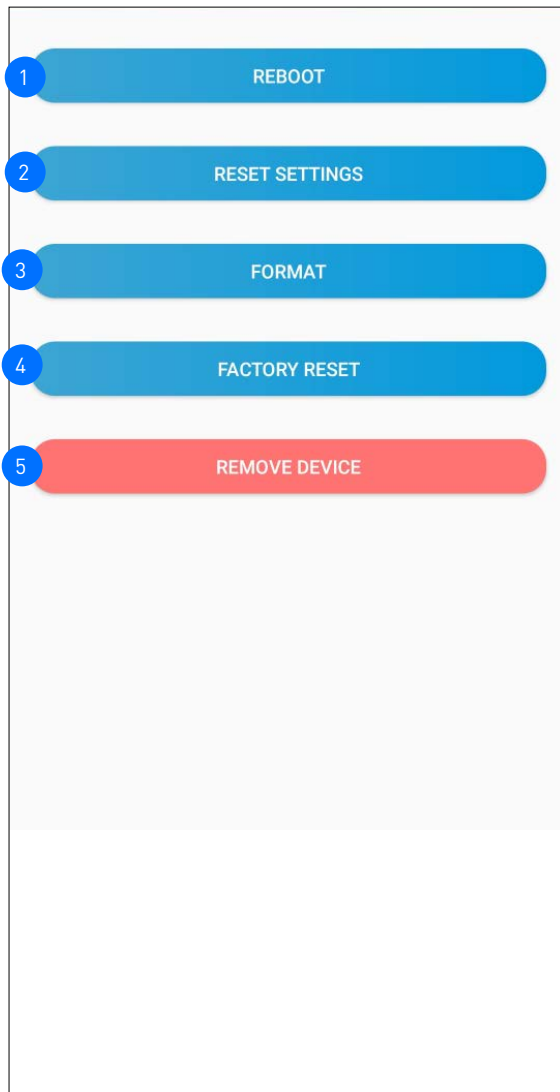 1 REBOOT
2 RESET SETTINGS
3 FORMAT
4 FACTORY RESET
5 REMOVE DEVICE